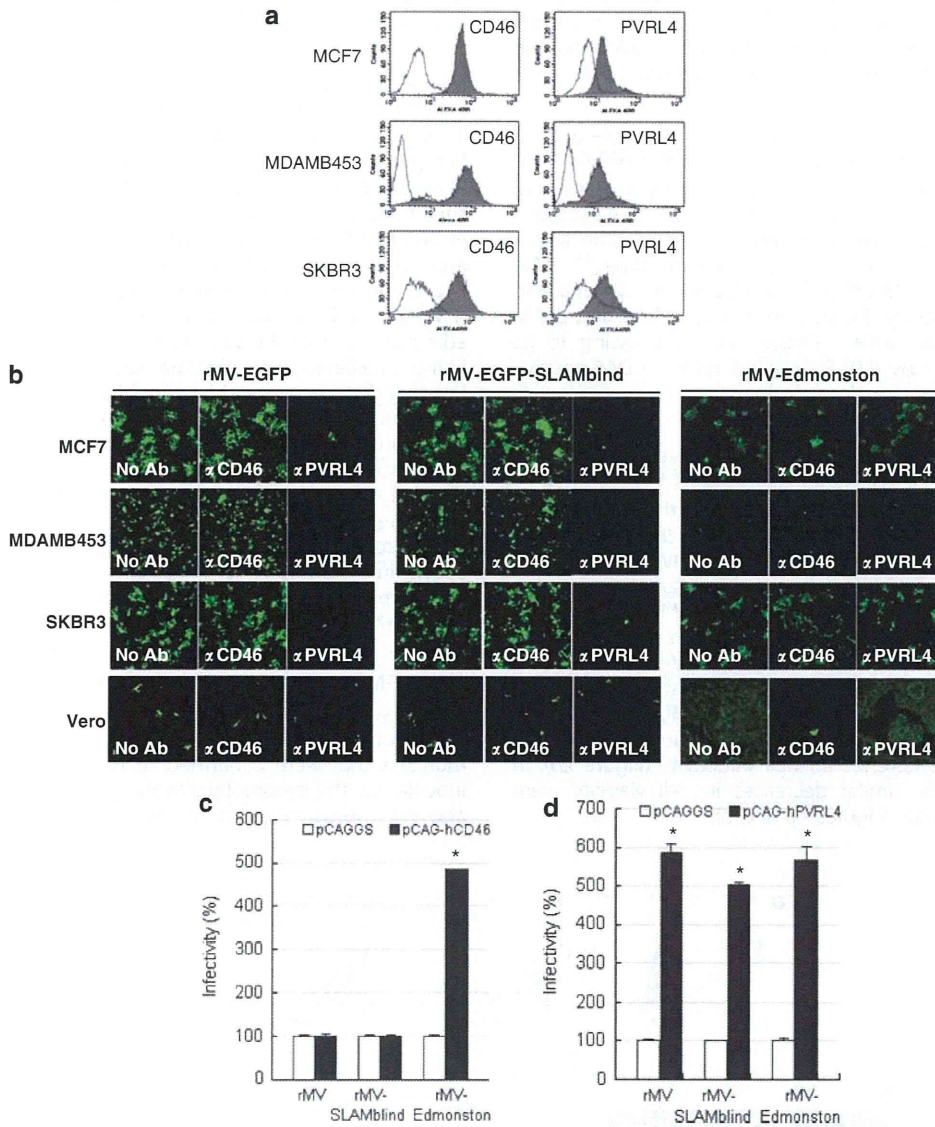 a
MCF7
CD46
PVRL4
MDAMB453
CD46
PVRL4
SKBR3
CD46
PVRL4
b
rMV-EGFP
rMV-EGFP-SLAMbind
rMV-Edmonston
MCF7
No Ab αCD46 αPVRL4
No Ab αCD46 αPVRL4
No Ab αCD46 αPVRL4
MDAMB453
No Ab αCD46 αPVRL4
No Ab αCD46 αPVRL4
No Ab αCD46 αPVRL4
SKBR3
No Ab αCD46 αPVRL4
No Ab αCD46 αPVRL4
No Ab αCD46 αPVRL4
Vero
No Ab αCD46 αPVRL4
No Ab αCD46 αPVRL4
No Ab αCD46 αPVRL4
c
pCAGGS pCAG-hCD46
Infectivity (%)
600
500
400
300
200
100
0
*
rMV rMV- rMV-
SLAMblind Edmonston
d
pCAGGS pCAG-hPVRL4
Infectivity (%)
700
600
500
400
300
200
100
0
* * *
rMV rMV- rMV-
SLAMblind Edmonston